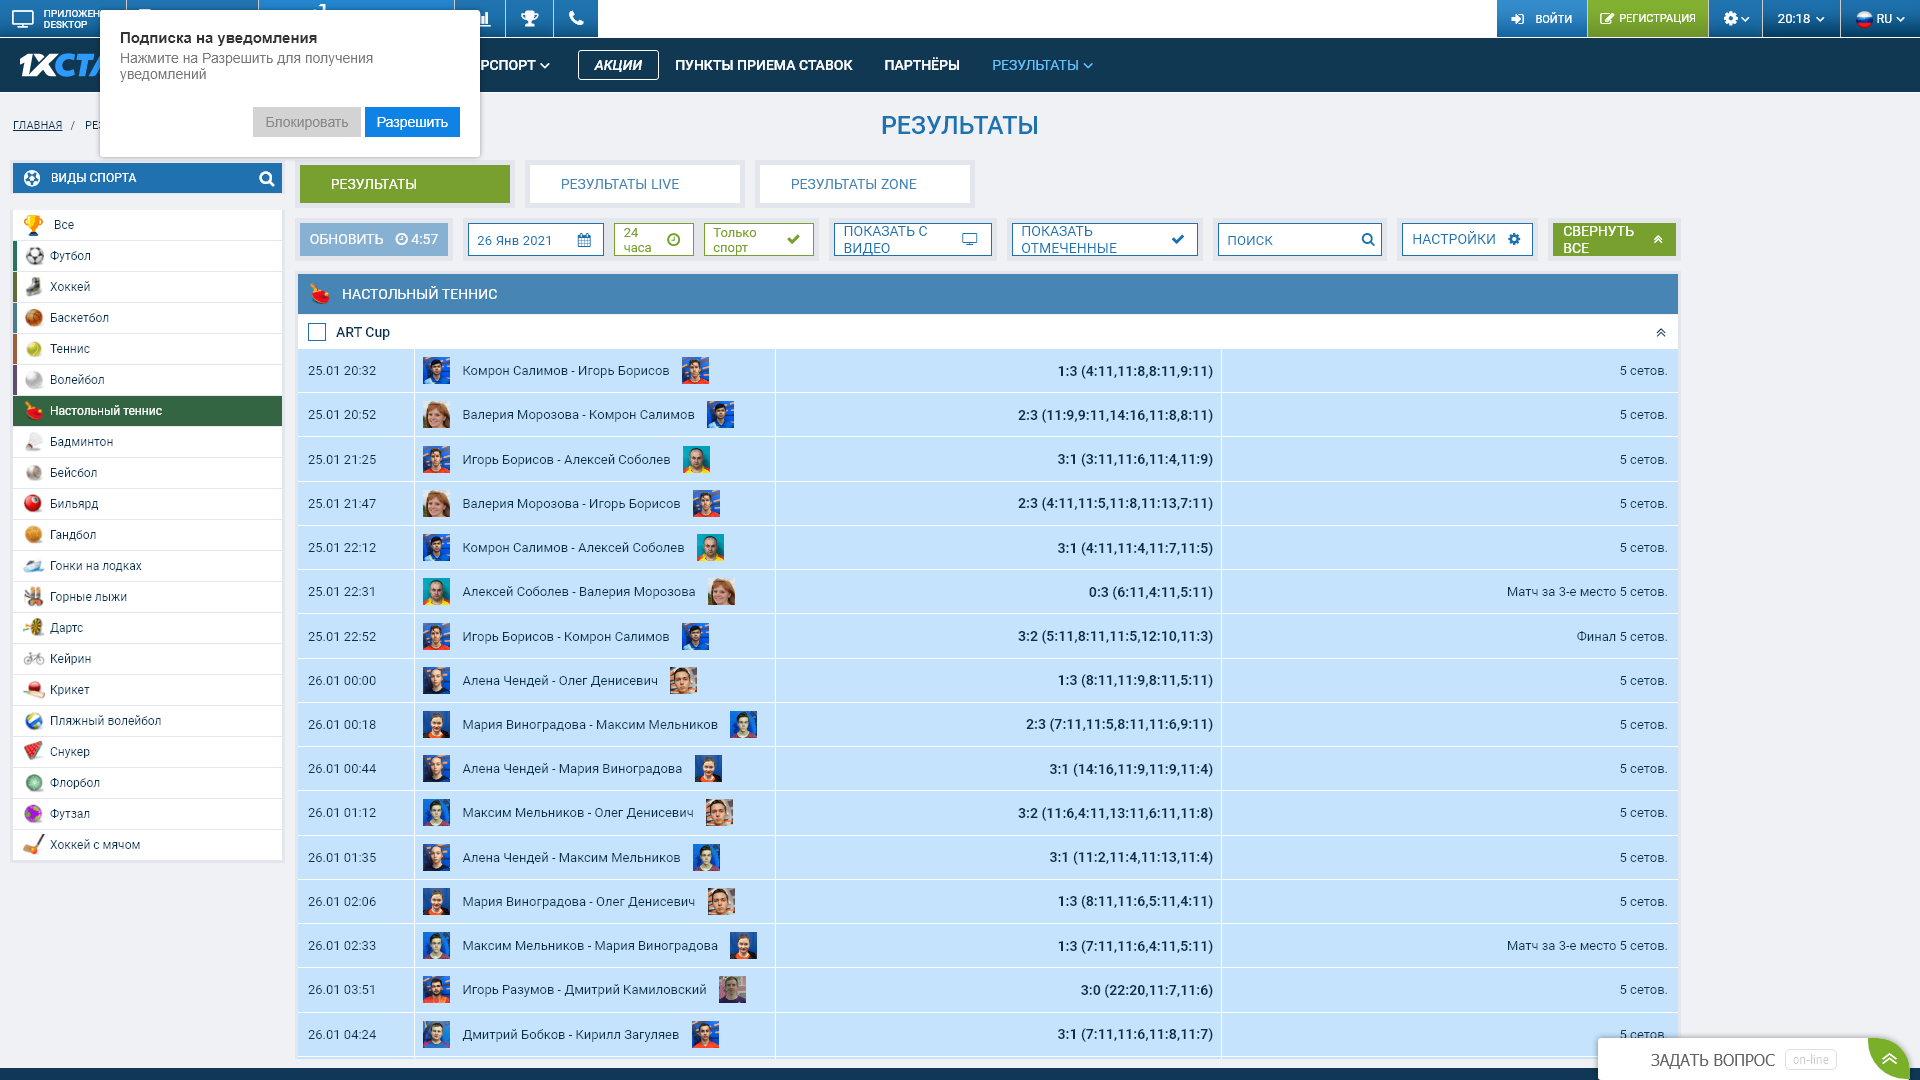 ПРИЛОЖЕН
DESKTOP
ВОЙТИ
РЕГИСТРАЦИЯ
20:18
RU
Подписка на уведомления
Нажмите на Разрешить для получения
уведомлений
Блокировать
Разрешить
1XСТА
РСПОРТ
АКЦИИ
ПУНКТЫ ПРИЕМА СТАВОК
ПАРТНЁРЫ
РЕЗУЛЬТАТЫ
ГЛАВНАЯ /
РЕЗУЛЬТАТЫ
ВИДЫ СПОРТА
Все
Футбол
Хоккей
Баскетбол
Теннис
Волейбол
Настольный теннис
Бадминтон
Бейсбол
Бильярд
Гандбол
Гонки на лодках
Горные лыжи
Дартс
Кейрин
Крикет
Пляжный волейбол
Снукер
Флорбол
Футзал
Хоккей с мячом
РЕЗУЛЬТАТЫ
РЕЗУЛЬТАТЫ LIVE
РЕЗУЛЬТАТЫ ZONE
ОБНОВИТЬ 4:57
26 Янв 2021
24
часа
Только
спорт
ПОКАЗАТЬ С
ВИДЕО
ПОКАЗАТЬ
ОТМЕЧЕННЫЕ
ПОИСК
НАСТРОЙКИ
СВЕРНУТЬ
ВСЕ
НАСТОЛЬНЫЙ ТЕННИС
ART Cup
25.01 20:32 Комрон Салимов - Игорь Борисов 1:3 (4:11,11:8,8:11,9:11) 5 сетов.
25.01 20:52 Валерия Морозова - Комрон Салимов 2:3 (11:9,9:11,14:16,11:8,8:11) 5 сетов.
25.01 21:25 Игорь Борисов - Алексей Соболев 3:1 (3:11,11:6,11:4,11:9) 5 сетов.
25.01 21:47 Валерия Морозова - Игорь Борисов 2:3 (4:11,11:5,11:8,11:13,7:11) 5 сетов.
25.01 22:12 Комрон Салимов - Алексей Соболев 3:1 (4:11,11:4,11:7,11:5) 5 сетов.
25.01 22:31 Алексей Соболев - Валерия Морозова 0:3 (6:11,4:11,5:11) Матч за 3-е место 5 сетов.
25.01 22:52 Игорь Борисов - Комрон Салимов 3:2 (5:11,8:11,11:5,12:10,11:3) Финал 5 сетов.
26.01 00:00 Алена Чендей - Олег Денисевич 1:3 (8:11,11:9,8:11,5:11) 5 сетов.
26.01 00:18 Мария Виноградова - Максим Мельников 2:3 (7:11,11:5,8:11,11:6,9:11) 5 сетов.
26.01 00:44 Алена Чендей - Мария Виноградова 3:1 (14:16,11:9,11:9,11:4) 5 сетов.
26.01 01:12 Максим Мельников - Олег Денисевич 3:2 (11:6,4:11,13:11,6:11,11:8) 5 сетов.
26.01 01:35 Алена Чендей - Максим Мельников 3:1 (11:2,11:4,11:13,11:4) 5 сетов.
26.01 02:06 Мария Виноградова - Олег Денисевич 1:3 (8:11,11:6,5:11,4:11) 5 сетов.
26.01 02:33 Максим Мельников - Мария Виноградова 1:3 (7:11,11:6,4:11,5:11) Матч за 3-е место 5 сетов.
26.01 03:51 Игорь Разумов - Дмитрий Камиловский 3:0 (22:20,11:7,11:6) 5 сетов.
26.01 04:24 Дмитрий Бобков - Кирилл Загуляев 3:1 (7:11,11:6,11:8,11:7) 5 сетов.
ЗАДАТЬ ВОПРОС on-line